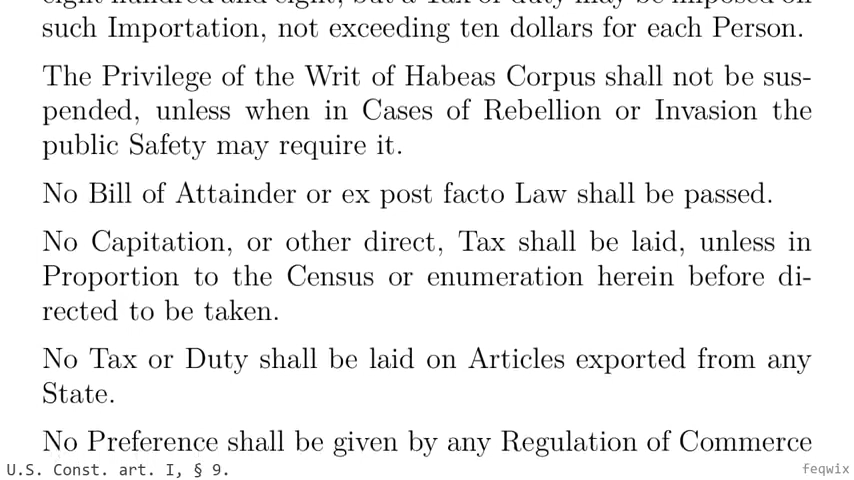 such Importation, not exceeding ten dollars for each Person.
The Privilege of the Writ of Habeas Corpus shall not be sus-
pended, unless when in Cases of Rebellion or Invasion the
public Safety may require it.
No Bill of Attainder or ex post facto Law shall be passed.
No Capitation, or other direct, Tax shall be laid, unless in
Proportion to the Census or enumeration herein before di-
rected to be taken.
No Tax or Duty shall be laid on Articles exported from any
State.
No Preference shall be given by any Regulation of Commerce
U.S. Const. art. I, § 9.
feqwix